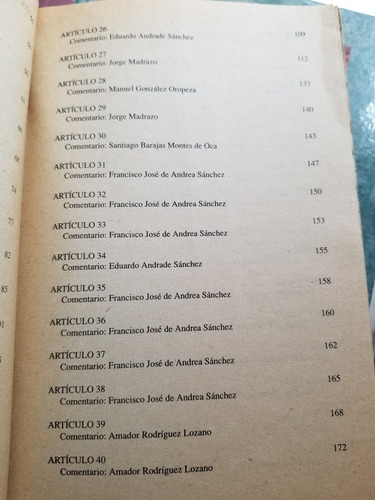 ARTÍCULO 26
Comentario: Eduardo Andrade Sánchez 109
ARTÍCULO 27
Comentario: Jorge Madrazo 112
ARTÍCULO 28
Comentario: Manuel González Oropeza 133
ARTÍCULO 29
Comentario: Jorge Madrazo 140
ARTÍCULO 30
Comentario: Santiago Barajas Montes de Oca 143
ARTÍCULO 31
Comentario: Francisco José de Andrea Sánchez 147
ARTÍCULO 32
Comentario: Francisco José de Andrea Sánchez 150
ARTÍCULO 33
Comentario: Francisco José de Andrea Sánchez 153
ARTÍCULO 34
Comentario: Eduardo Andrade Sánchez 155
ARTÍCULO 35
Comentario: Francisco José de Andrea Sánchez 158
ARTÍCULO 36
Comentario: Francisco José de Andrea Sánchez 160
ARTÍCULO 37
Comentario: Francisco José de Andrea Sánchez 162
ARTÍCULO 38
Comentario: Francisco José de Andrea Sánchez 165
ARTÍCULO 39
Comentario: Amador Rodríguez Lozano 168
ARTÍCULO 40
Comentario: Amador Rodríguez Lozano 172
66
68
74
77
82
85